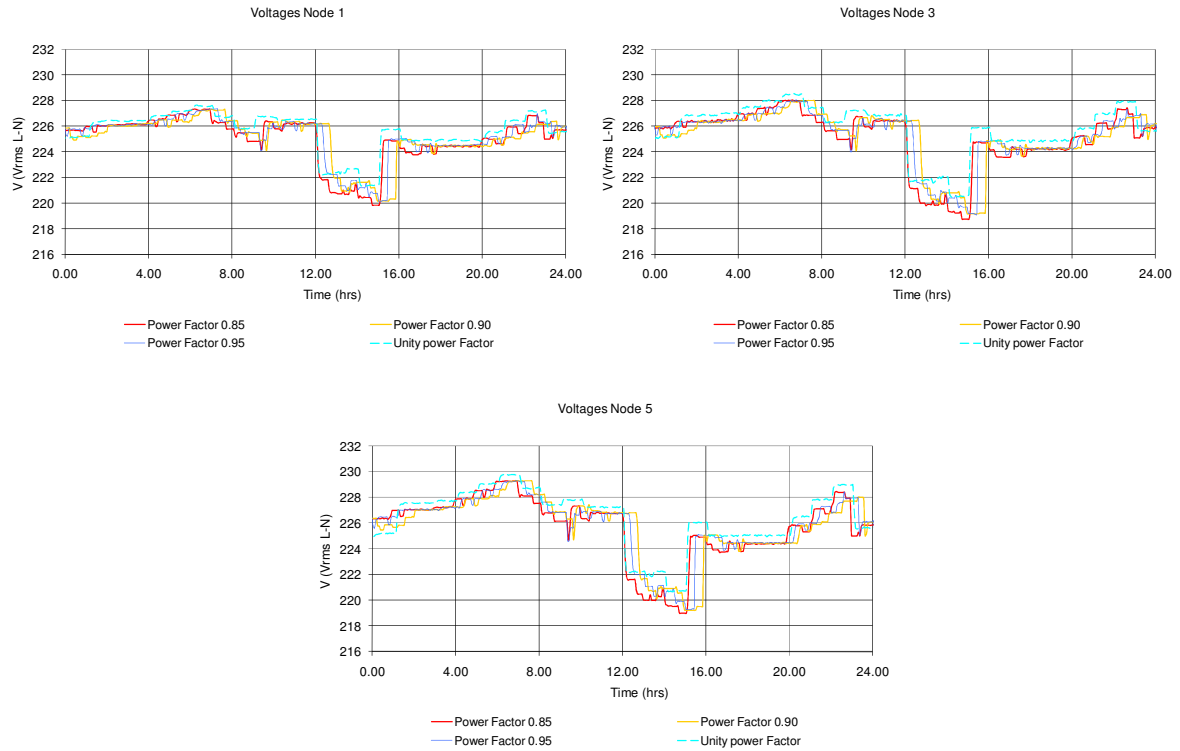 Voltages Node 1
V (Vrms L-N)
232
230
228
226
224
222
220
218
216
0.00 4.00 8.00 12.00 16.00 20.00 24.00
Time (hrs)
Power Factor 0.85 Power Factor 0.90
Power Factor 0.95 Unity power Factor
Voltages Node 3
V (Vrms L-N)
232
230
228
226
224
222
220
218
216
0.00 4.00 8.00 12.00 16.00 20.00 24.00
Time (hrs)
Power Factor 0.85 Power Factor 0.90
Power Factor 0.95 Unity power Factor
Voltages Node 5
V (Vrms L-N)
232
230
228
226
224
222
220
218
216
0.00 4.00 8.00 12.00 16.00 20.00 24.00
Time (hrs)
Power Factor 0.85 Power Factor 0.90
Power Factor 0.95 Unity power Factor